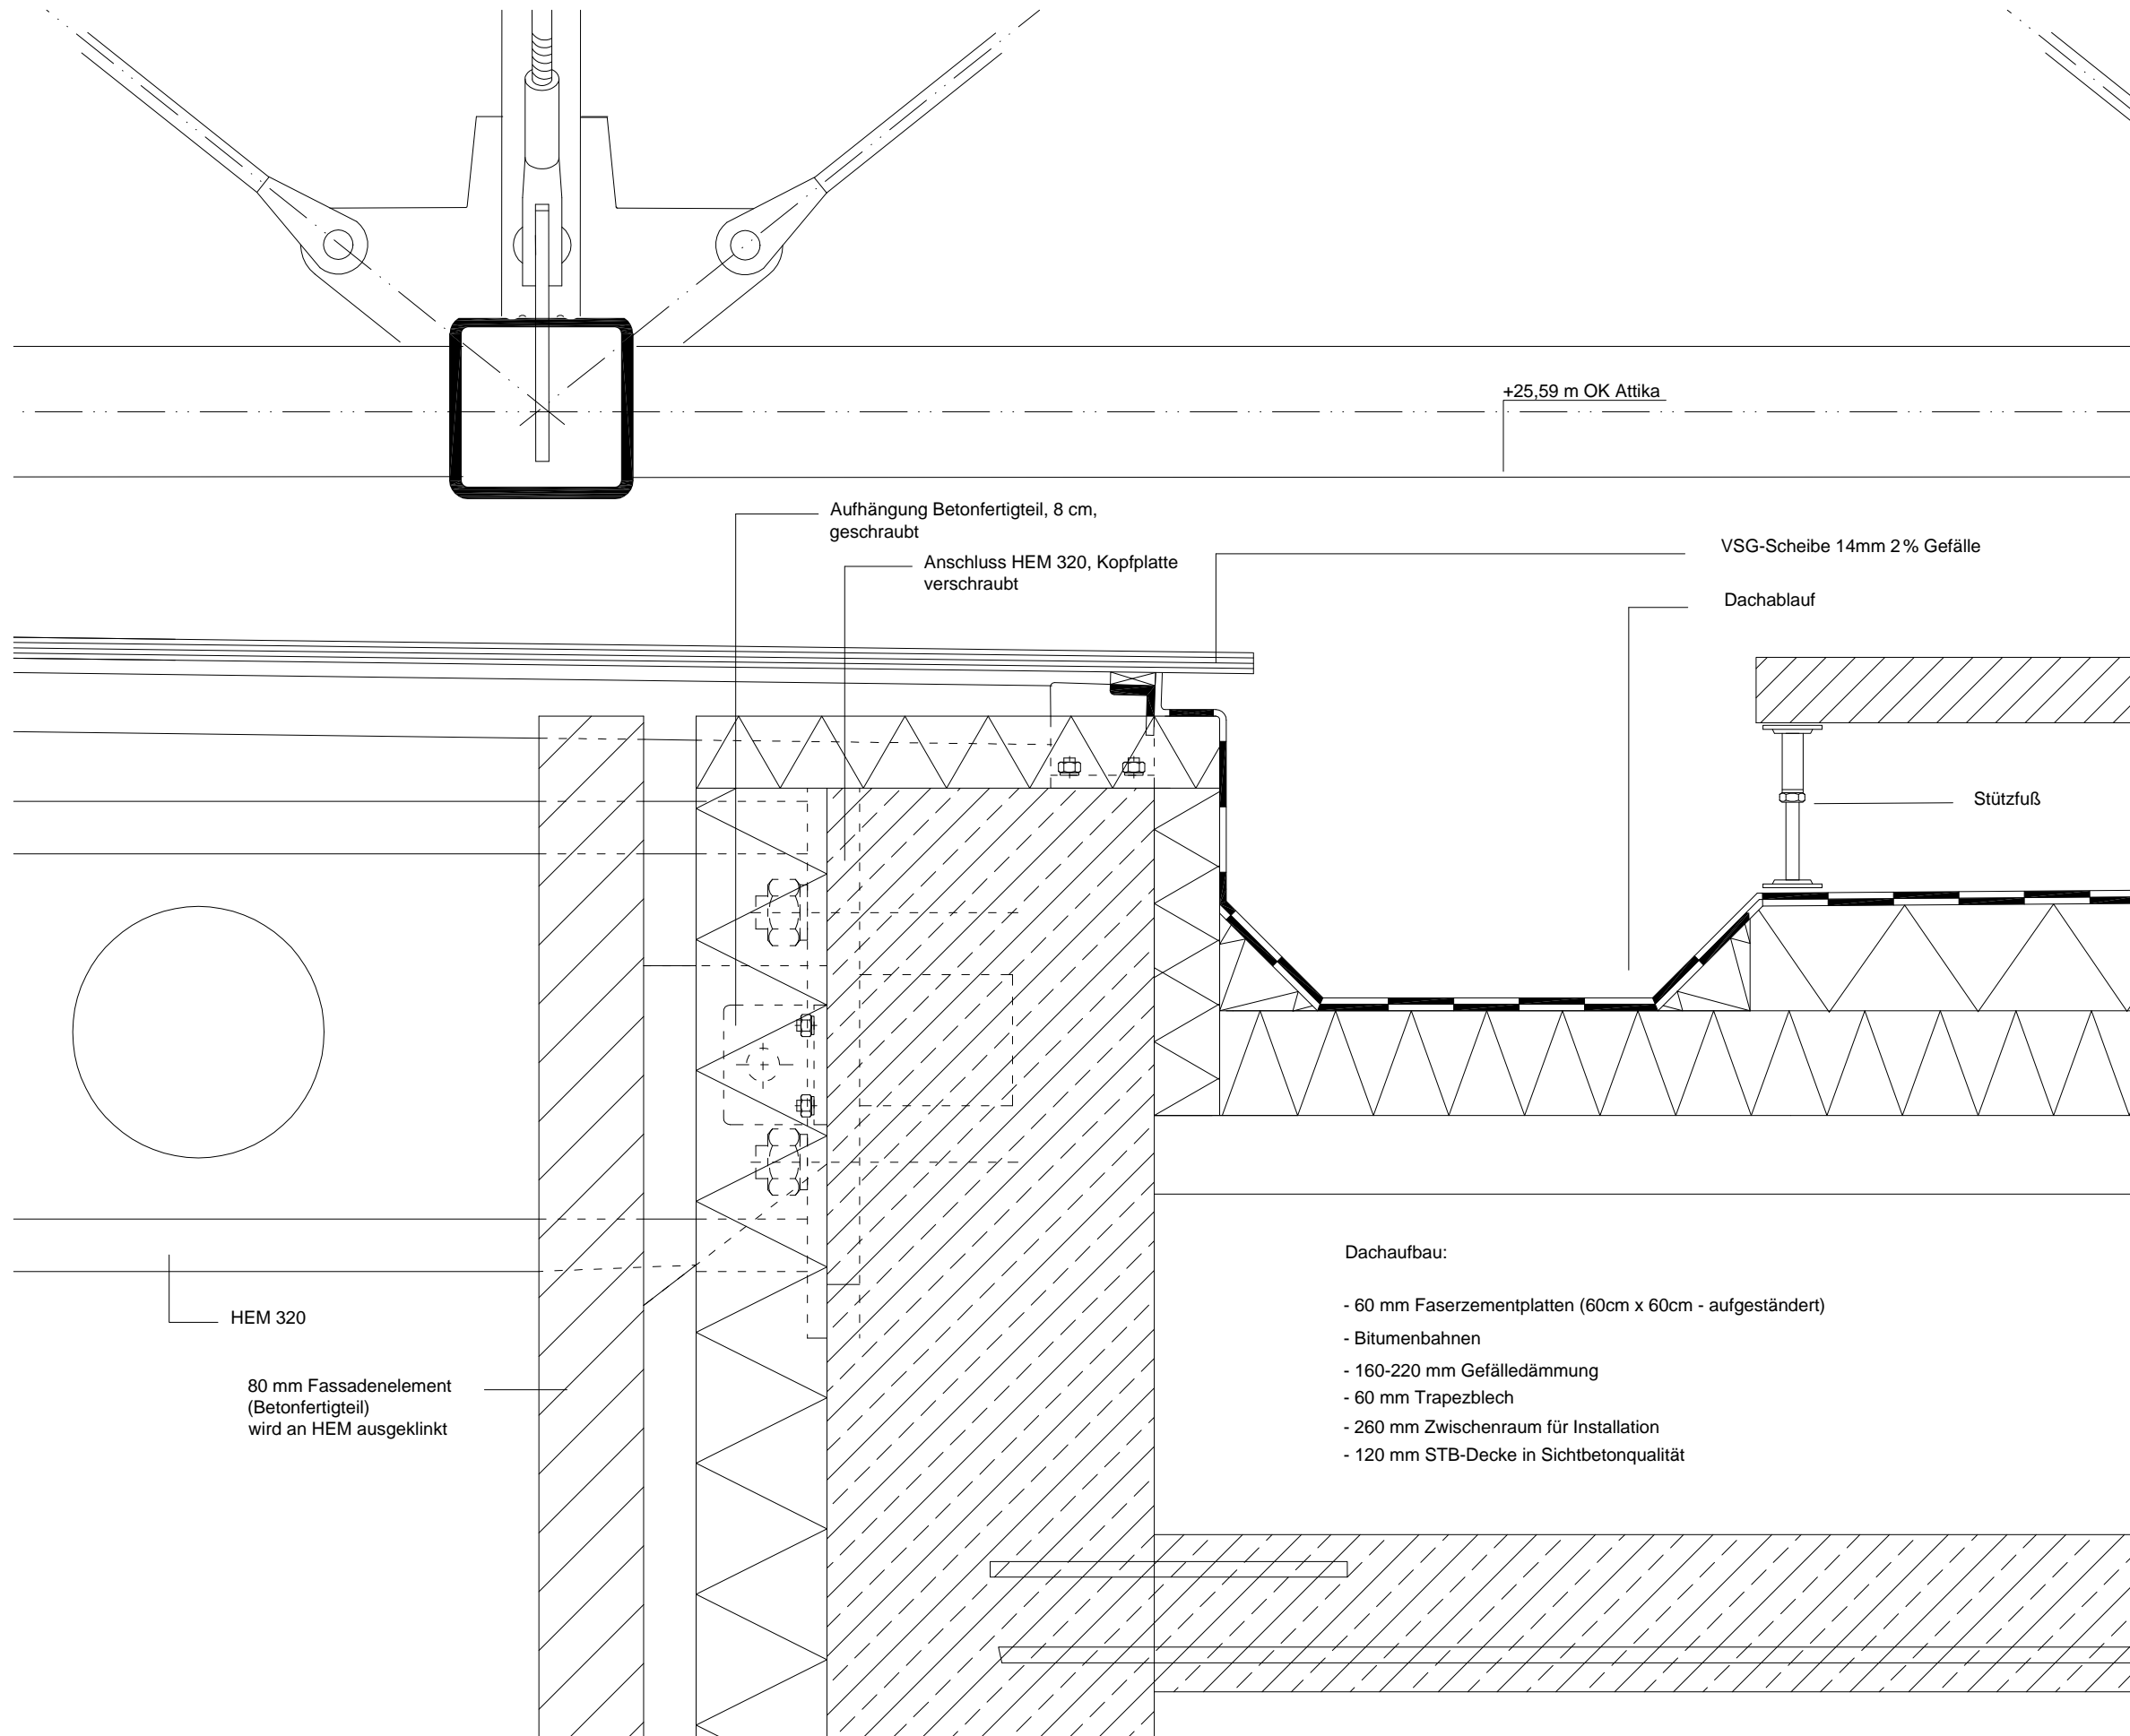 +25,59 m OK Attika
Aufhängung Betonfertigteil, 8 cm,
geschraubt
Anschluss HEM 320, Kopfplatte
verschraubt
VSG-Scheibe 14mm 2% Gefälle
Dachablauf
Stützfuß
HEM 320
80 mm Fassadenelement
(Betonfertigteil)
wird an HEM ausgeklinkt
Dachaufbau:
- 60 mm Faserzementplatten (60cm x 60cm - aufgeständert)
- Bitumenbahnen
- 160-220 mm Gefälledämmung
- 60 mm Trapezblech
- 260 mm Zwischenraum für Installation
- 120 mm STB-Decke in Sichtbetonqualität